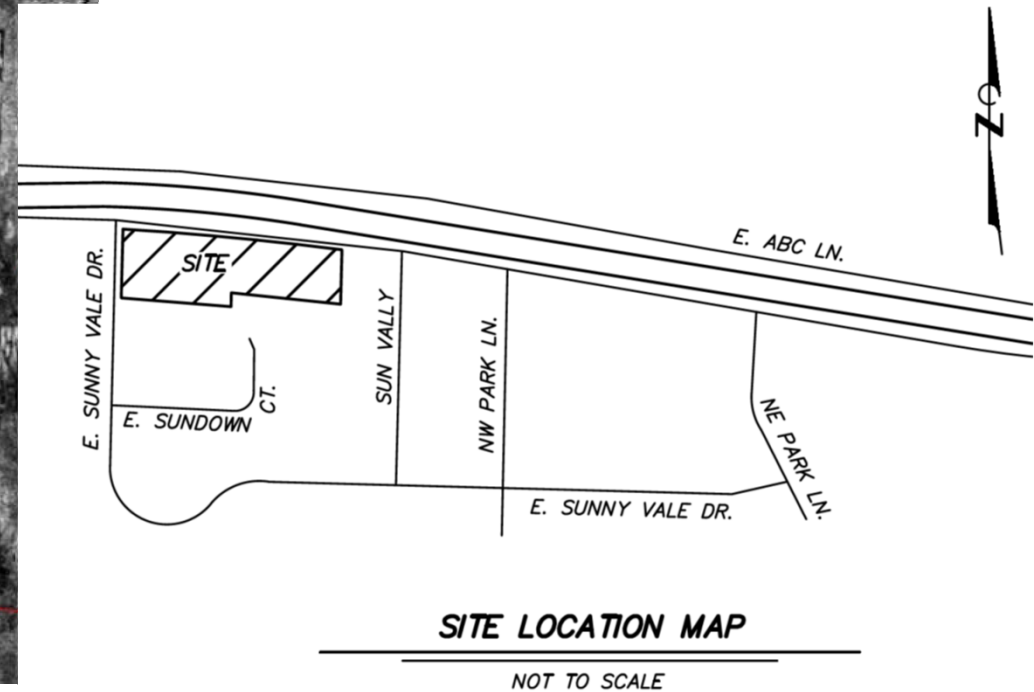 N
E. ABC LN.
SITE
E. SUNNY VALE DR.
SUN VALLY
NW PARK LN.
E. SUNDOWN CT.
NE PARK LN.
E. SUNNY VALE DR.
SITE LOCATION MAP
NOT TO SCALE